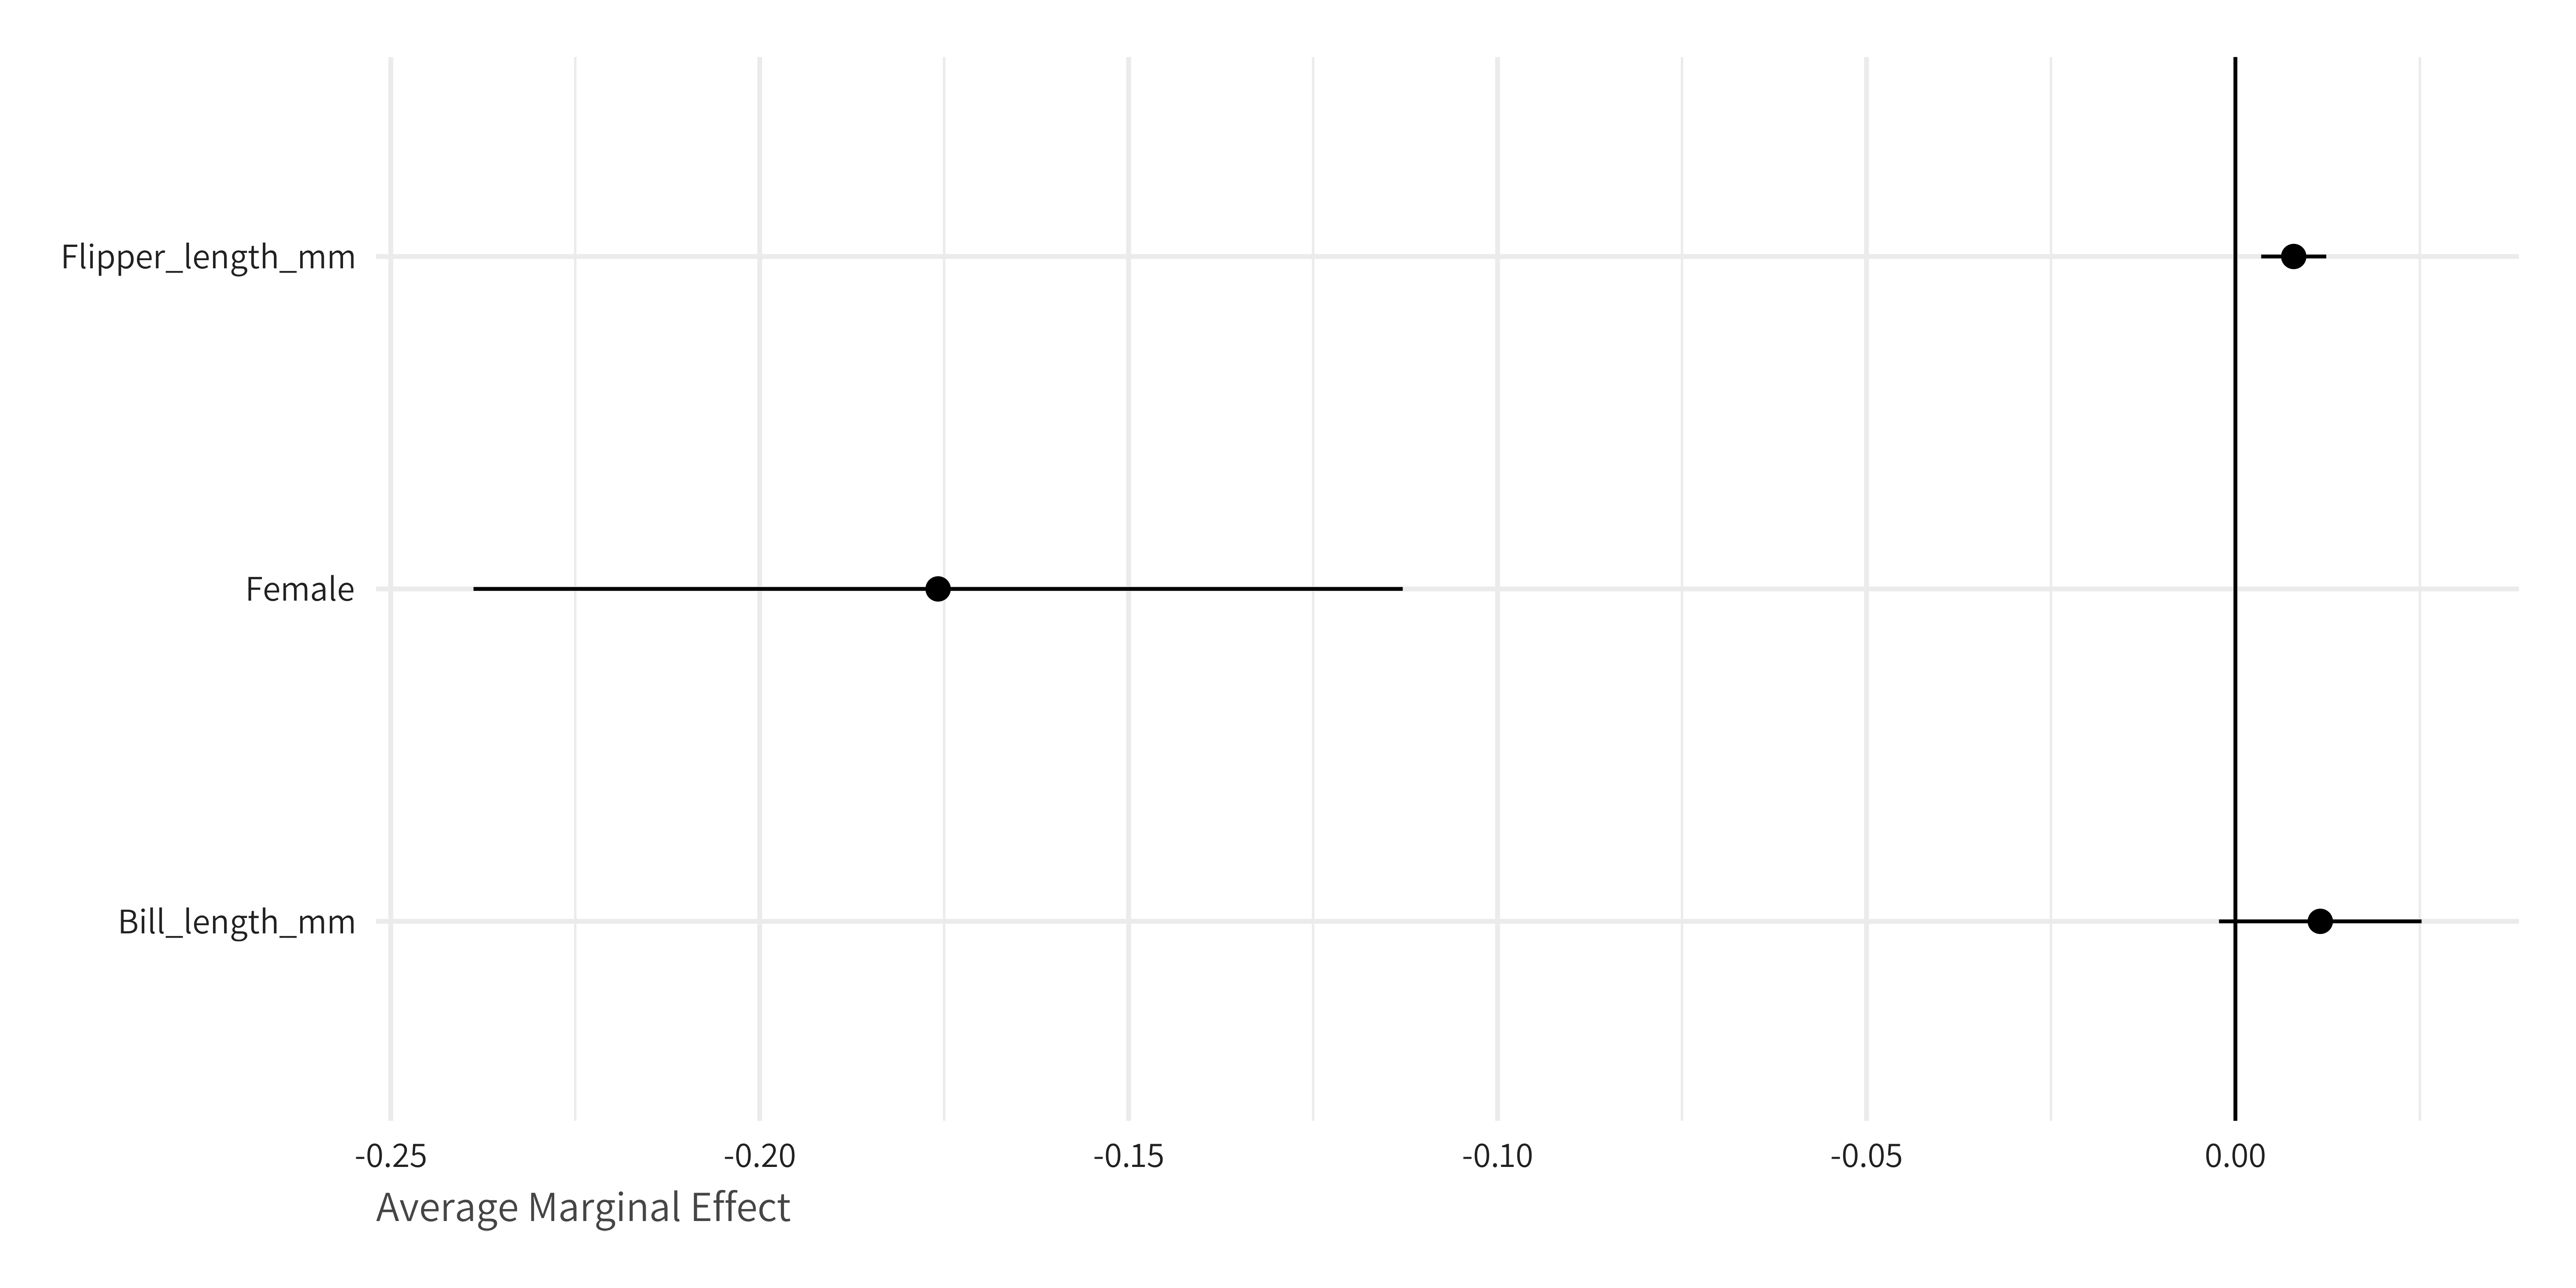 Flipper_length_mm
Female
Bill_length_mm
-0.25 -0.20 -0.15 -0.10 -0.05 0.00
Average Marginal Effect